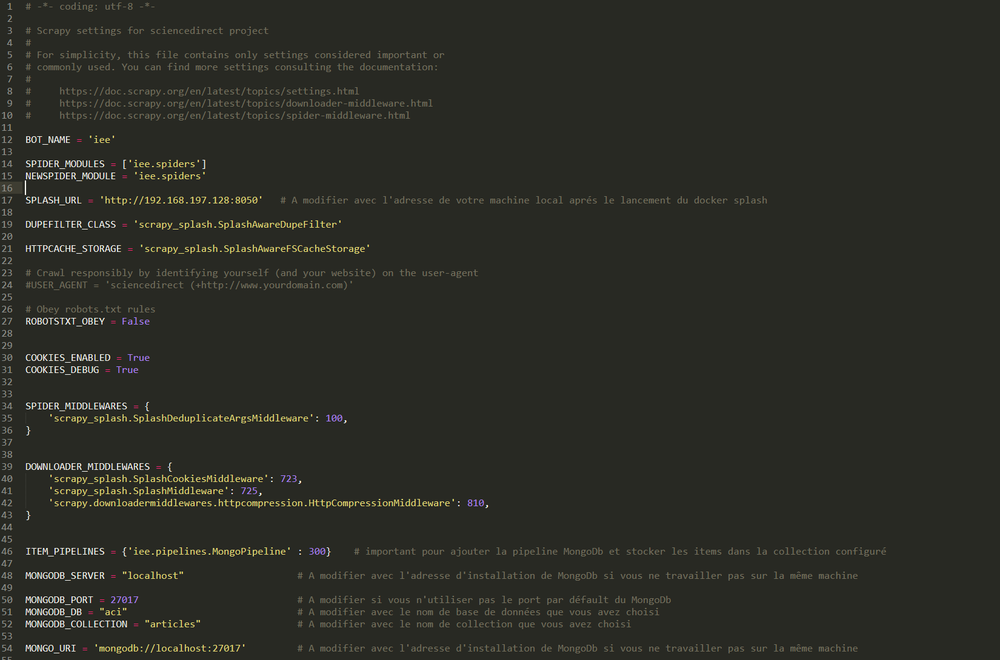 1 # -*- coding: utf-8 -*-
2
3 # Scrapy settings for sciencedirect project
4 #
5 # For simplicity, this file contains only settings considered important or
6 # commonly used. You can find more settings consulting the documentation:
7 #
8 #     https://doc.scrapy.org/en/latest/topics/settings.html
9 #     https://doc.scrapy.org/en/latest/topics/downloader-middleware.html
10 #     https://doc.scrapy.org/en/latest/topics/spider-middleware.html
11
12 BOT_NAME = 'iee'
13
14 SPIDER_MODULES = ['iee.spiders']
15 NEWSPIDER_MODULE = 'iee.spiders'
16
17 SPLASH_URL = 'http://192.168.197.128:8050'   # A modifier avec l'adresse de votre machine local aprés le lancement du docker splash
18
19 DUPEFILTER_CLASS = 'scrapy_splash.SplashAwareDupeFilter'
20
21 HTTPCACHE_STORAGE = 'scrapy_splash.SplashAwareFSCacheStorage'
22
23 # Crawl responsibly by identifying yourself (and your website) on the user-agent
24 #USER_AGENT = 'sciencedirect (+http://www.yourdomain.com)'
25
26 # Obey robots.txt rules
27 ROBOTSTXT_OBEY = False
28
29
30 COOKIES_ENABLED = True
31 COOKIES_DEBUG = True
32
33
34 SPIDER_MIDDLEWARES = {
35     'scrapy_splash.SplashDeduplicateArgsMiddleware': 100,
36 }
37
38
39 DOWNLOADER_MIDDLEWARES = {
40     'scrapy_splash.SplashCookiesMiddleware': 723,
41     'scrapy_splash.SplashMiddleware': 725,
42     'scrapy.downloadermiddlewares.httpcompression.HttpCompressionMiddleware': 810,
43 }
44
45
46 ITEM_PIPELINES = {'iee.pipelines.MongoPipeline' : 300}    # important pour ajouter la pipeline MongoDb et stocker les items dans la collection configuré
47
48 MONGODB_SERVER = "localhost"                    # A modifier avec l'adresse d'installation de MongoDb si vous ne travailler pas sur la même machine
49
50 MONGODB_PORT = 27017                            # A modifier si vous n'utiliser pas le port par défault du MongoDb
51 MONGODB_DB = "aci"                              # A modifier avec le nom de base de données que vous avez choisi
52 MONGODB_COLLECTION = "articles"                 # A modifier avec le nom de collection que vous avez choisi
53
54 MONGO_URI = 'mongodb://localhost:27017'         # A modifier avec l'adresse d'installation de MongoDb si vous ne travailler pas sur la même machine
55